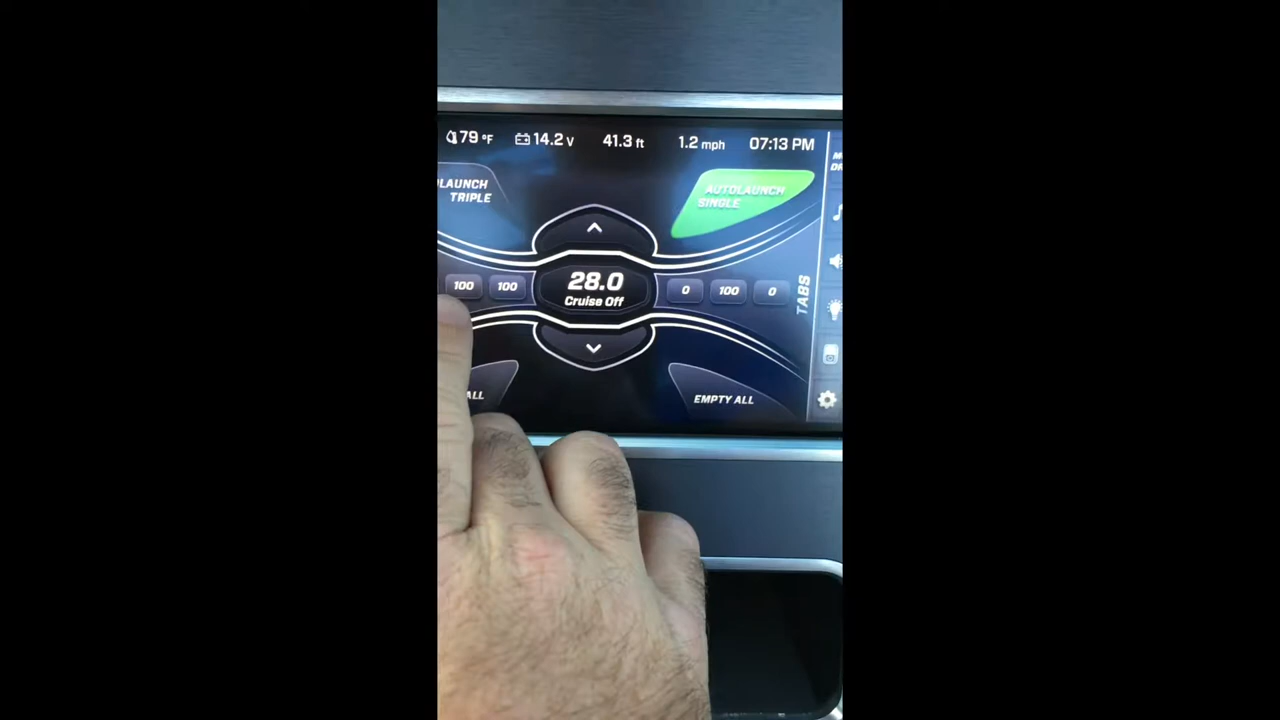 79 °F 14.2 V 41.3 ft 1.2 mph 07:13 PM
LAUNCH
TRIPLE
AUTOLAUNCH
SINGLE
100 100
28.0
Cruise Off
0 100 0
TABS
ALL
EMPTY ALL